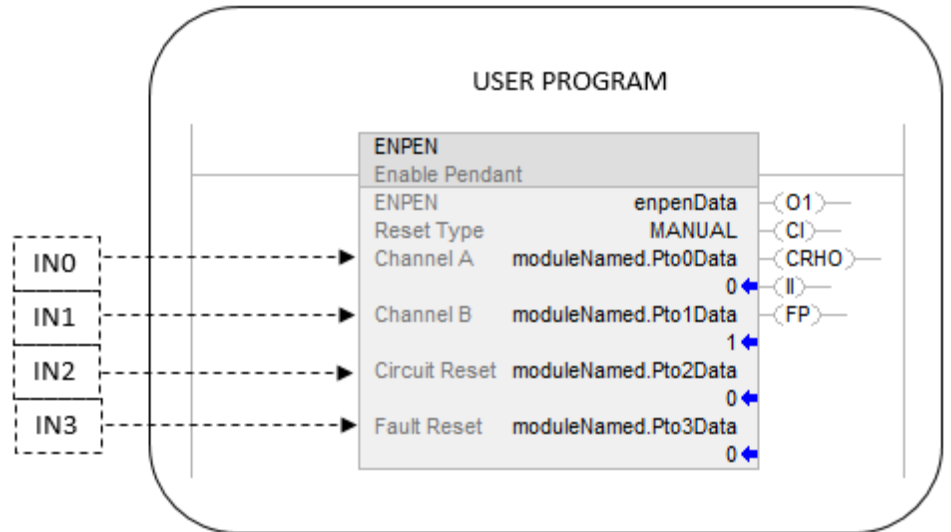 USER PROGRAM
ENPEN
Enable Pendant
ENPEN enpenData (O1)
Reset Type MANUAL (CI)
IN0 Channel A moduleNamed.Pto0Data (CRHO)
0 (II)
IN1 Channel B moduleNamed.Pto1Data (FP)
1
IN2 Circuit Reset moduleNamed.Pto2Data
0
IN3 Fault Reset moduleNamed.Pto3Data
0